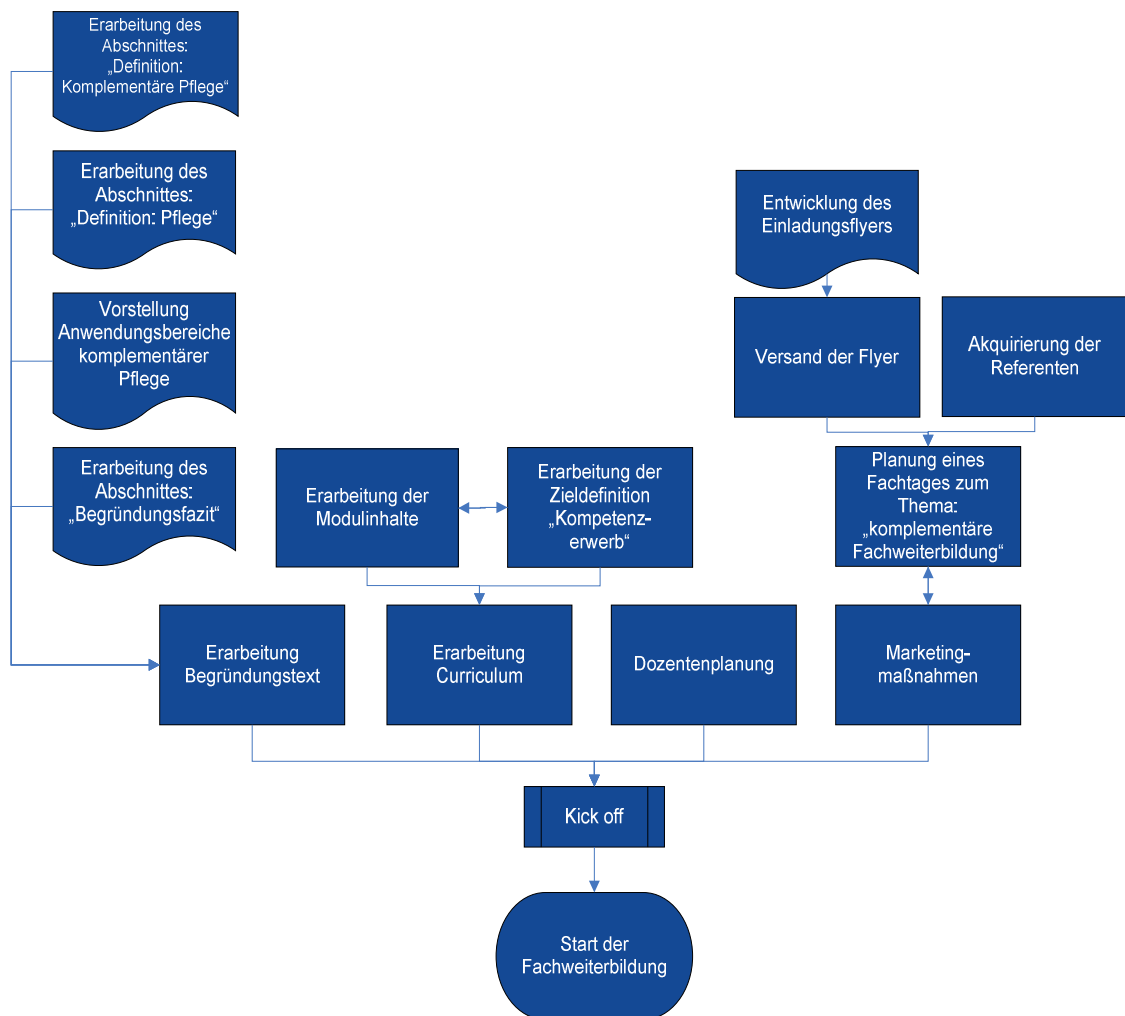 Erarbeitung des
Abschnittes:
„Definition:
Komplementäre Pflege“
Erarbeitung des
Abschnittes:
„Definition: Pflege“
Vorstellung
Anwendungsbereiche
komplementärer
Pflege
Erarbeitung des
Abschnittes:
„Begründungsfazit“
Entwicklung des
Einladungsflyers
Versand der Flyer
Akquirierung der
Referenten
Erarbeitung der
Modulinhalte
Erarbeitung der
Zieldefinition
„Kompetenz-
erwerb“
Planung eines
Fachtages zum
Thema:
„komplementäre
Fachweiterbildung“
Erarbeitung
Begründungstext
Erarbeitung
Curriculum
Dozentenplanung
Marketing-
maßnahmen
Kick off
Start der
Fachweiterbildung